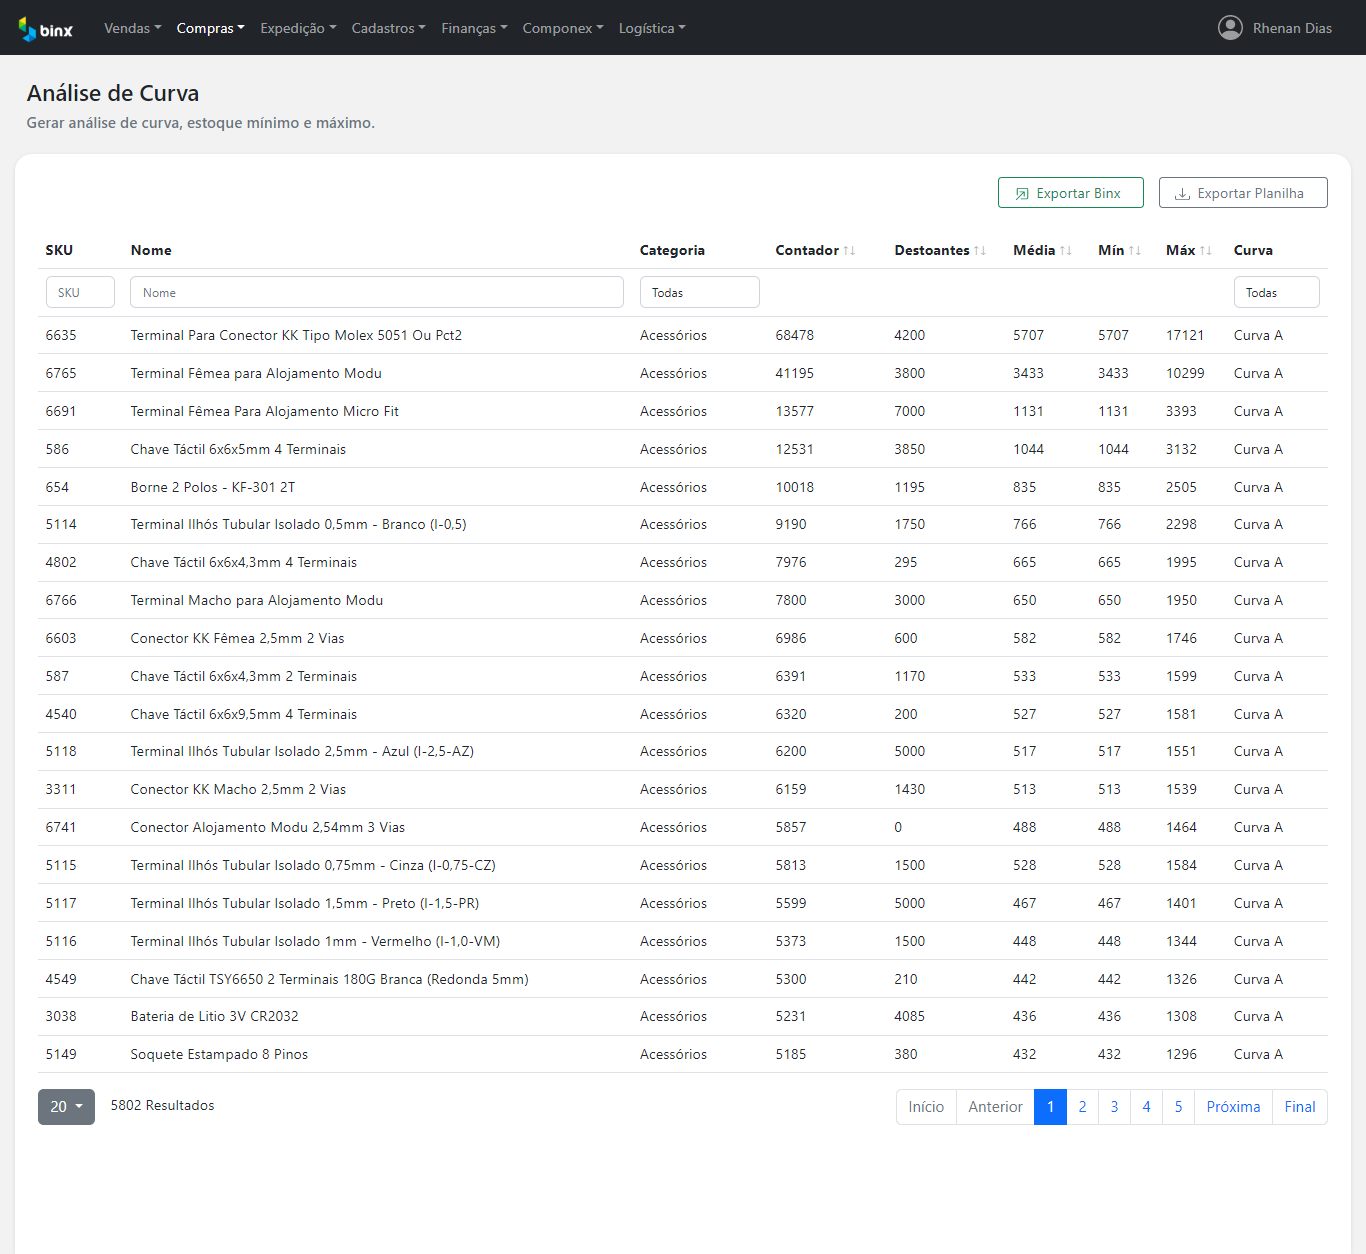 binx Vendas Compras Expedição Cadastros Finanças Componex Logística Rhenan Dias
Análise de Curva
Gerar análise de curva, estoque mínimo e máximo.
Exportar Binx Exportar Planilha
SKU Nome Categoria Contador Destoantes Média Mín Máx Curva
SKU Nome Todas Todas
6635 Terminal Para Conector KK Tipo Molex 5051 Ou Pct2 Acessórios 68478 4200 5707 5707 17121 Curva A
6765 Terminal Fêmea para Alojamento Modu Acessórios 41195 3800 3433 3433 10299 Curva A
6691 Terminal Fêmea Para Alojamento Micro Fit Acessórios 13577 7000 1131 1131 3393 Curva A
586 Chave Táctil 6x6x5mm 4 Terminais Acessórios 12531 3850 1044 1044 3132 Curva A
654 Borne 2 Polos - KF-301 2T Acessórios 10018 1195 835 835 2505 Curva A
5114 Terminal Ilhós Tubular Isolado 0,5mm - Branco (I-0,5) Acessórios 9190 1750 766 766 2298 Curva A
4802 Chave Táctil 6x6x4,3mm 4 Terminais Acessórios 7976 295 665 665 1995 Curva A
6766 Terminal Macho para Alojamento Modu Acessórios 7800 3000 650 650 1950 Curva A
6603 Conector KK Fêmea 2,5mm 2 Vias Acessórios 6986 600 582 582 1746 Curva A
587 Chave Táctil 6x6x4,3mm 2 Terminais Acessórios 6391 1170 533 533 1599 Curva A
4540 Chave Táctil 6x6x9,5mm 4 Terminais Acessórios 6320 200 527 527 1581 Curva A
5118 Terminal Ilhós Tubular Isolado 2,5mm - Azul (I-2,5-AZ) Acessórios 6200 5000 517 517 1551 Curva A
3311 Conector KK Macho 2,5mm 2 Vias Acessórios 6159 1430 513 513 1539 Curva A
6741 Conector Alojamento Modu 2,54mm 3 Vias Acessórios 5857 0 488 488 1464 Curva A
5115 Terminal Ilhós Tubular Isolado 0,75mm - Cinza (I-0,75-CZ) Acessórios 5813 1500 528 528 1584 Curva A
5117 Terminal Ilhós Tubular Isolado 1,5mm - Preto (I-1,5-PR) Acessórios 5599 5000 467 467 1401 Curva A
5116 Terminal Ilhós Tubular Isolado 1mm - Vermelho (I-1,0-VM) Acessórios 5373 1500 448 448 1344 Curva A
4549 Chave Táctil TSY6650 2 Terminais 180G Branca (Redonda 5mm) Acessórios 5300 210 442 442 1326 Curva A
3038 Bateria de Litio 3V CR2032 Acessórios 5231 4085 436 436 1308 Curva A
5149 Soquete Estampado 8 Pinos Acessórios 5185 380 432 432 1296 Curva A
20 5802 Resultados Início Anterior 1 2 3 4 5 Próxima Final